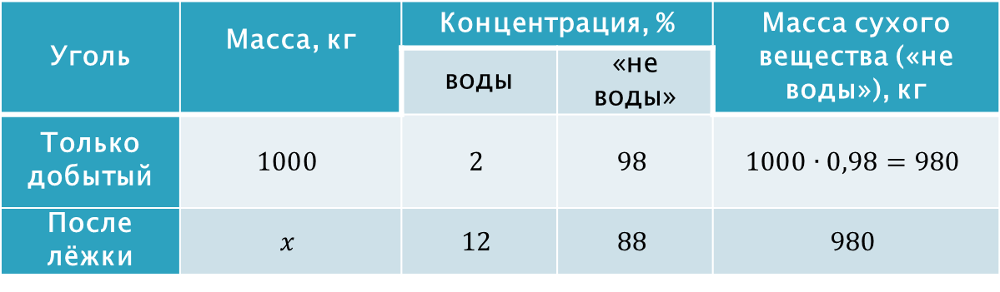 Уголь
Масса, кг
Концентрация, %
Масса сухого
вещества («не
воды»), кг
воды
«не
воды»
Только
добытый
1000
2
98
1000 · 0,98 = 980
После
лёжки
x
12
88
980